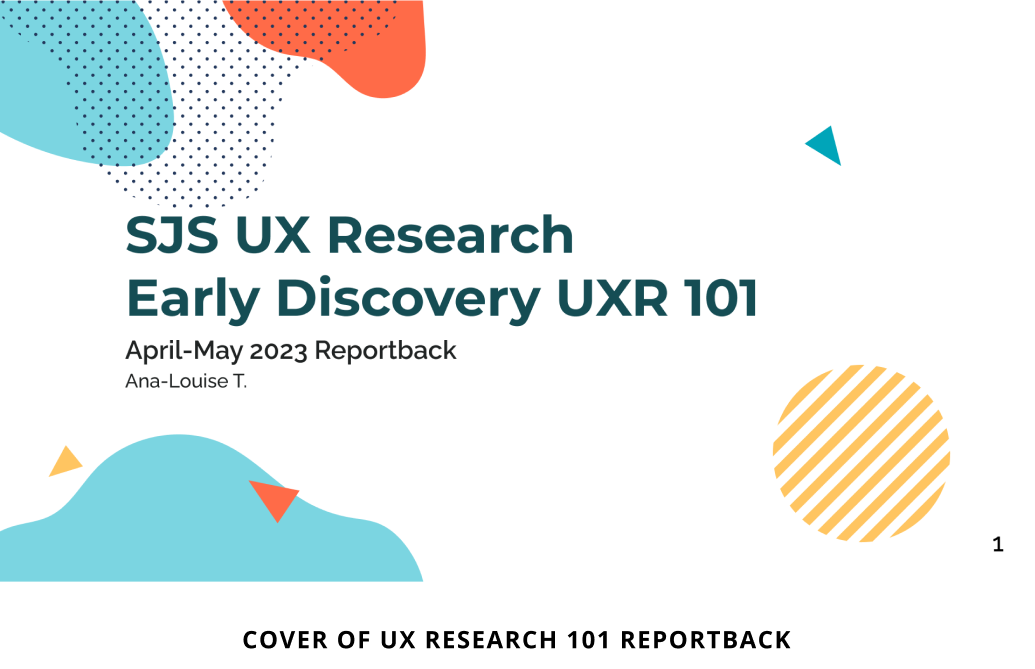 SJS UX Research
Early Discovery UXR 101
April-May 2023 Reportback
Ana-Louise T.
1
COVER OF UX RESEARCH 101 REPORTBACK